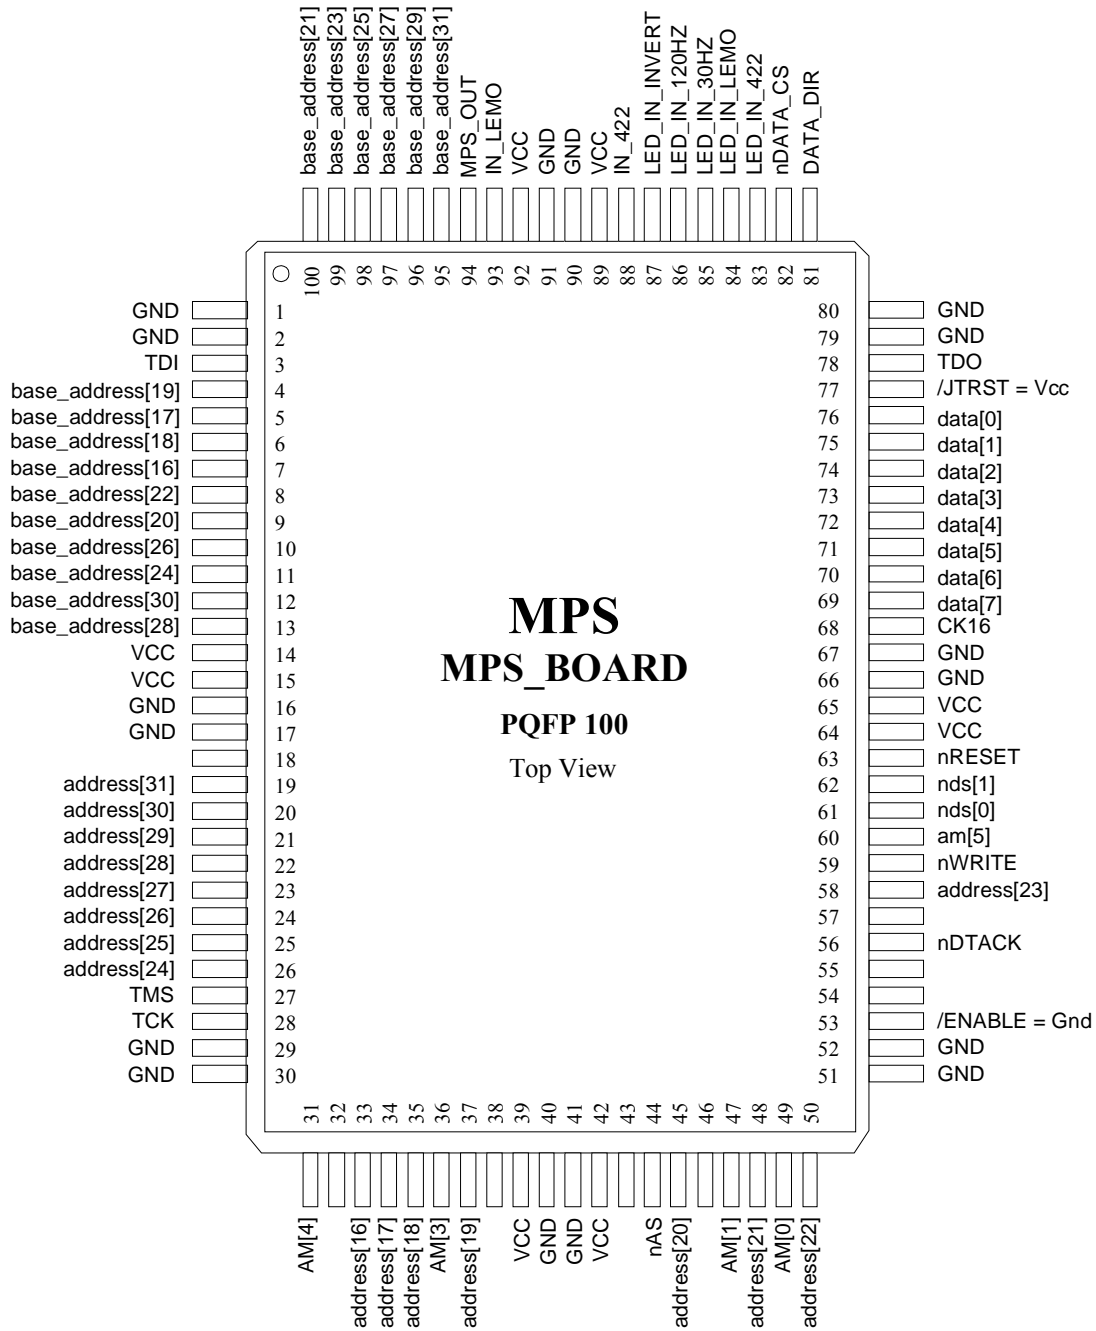 base_address[21]
base_address[23]
base_address[25]
base_address[27]
base_address[29]
base_address[31]
MPS_OUT
IN_LEMO
VCC
GND
GND
VCC
IN_422
LED_IN_INVERT
LED_IN_120HZ
LED_IN_30HZ
LED_IN_LEMO
LED_IN_422
nDATA_CS
DATA_DIR
100
99
98
97
96
95
94
93
92
91
90
89
88
87
86
85
84
83
82
81
GND 1
GND 2
TDI 3
base_address[19] 4
base_address[17] 5
base_address[18] 6
base_address[16] 7
base_address[22] 8
base_address[20] 9
base_address[26] 10
base_address[24] 11
base_address[30] 12
base_address[28] 13
VCC 14
VCC 15
GND 16
GND 17
18
address[31] 19
address[30] 20
address[29] 21
address[28] 22
address[27] 23
address[26] 24
address[25] 25
address[24] 26
TMS 27
TCK 28
GND 29
GND 30
MPS
MPS_BOARD
PQFP 100
Top View
80 GND
79 GND
78 TDO
77 /JTRST = Vcc
76 data[0]
75 data[1]
74 data[2]
73 data[3]
72 data[4]
71 data[5]
70 data[6]
69 data[7]
68 CK16
67 GND
66 GND
65 VCC
64 VCC
63 nRESET
62 nds[1]
61 nds[0]
60 am[5]
59 nWRITE
58 address[23]
57
56 nDTACK
55
54
53 /ENABLE = Gnd
52 GND
51 GND
31
32
33
34
35
36
37
38
39
40
41
42
43
44
45
46
47
48
49
50
AM[4]
address[16]
address[17]
address[18]
AM[3]
address[19]
VCC
GND
GND
VCC
nAS
address[20]
AM[1]
address[21]
AM[0]
address[22]